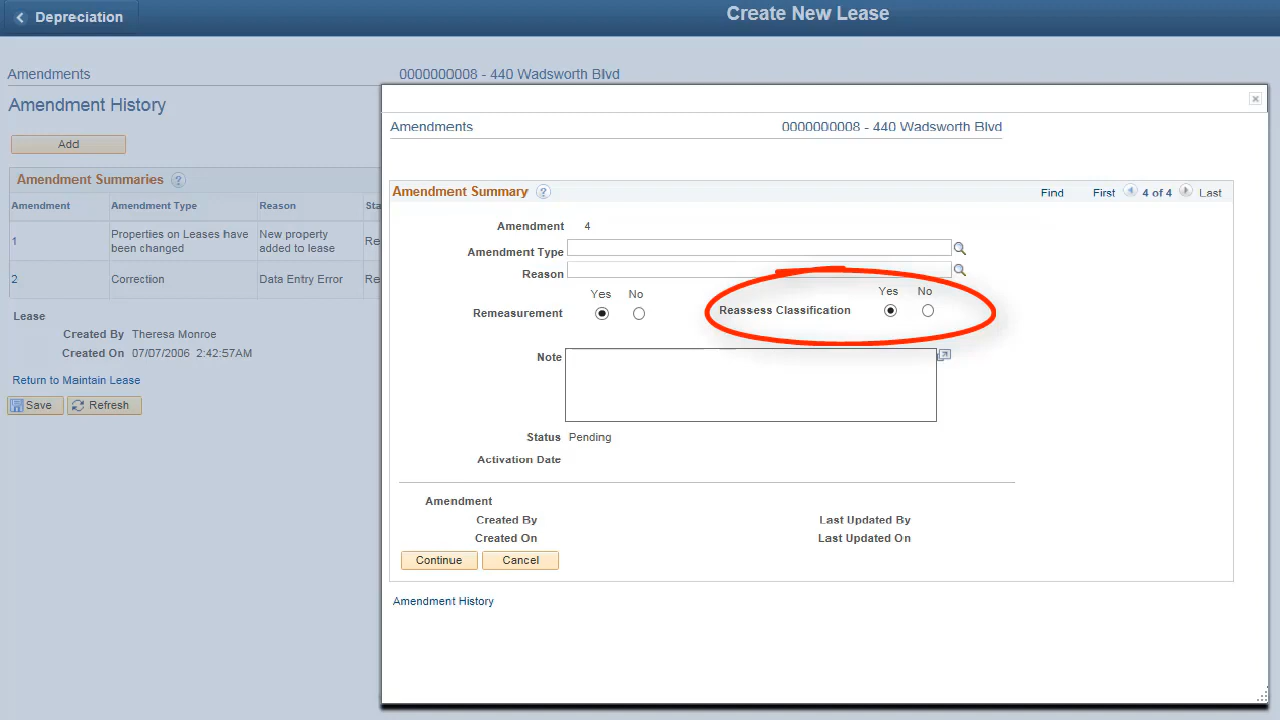 Depreciation
Create New Lease
Amendments
0000000008 - 440 Wadsworth Blvd
Amendment History
Add
Amendment Summaries ?
Amendment Amendment Type Reason Sta
1 Properties on Leases have been changed New property added to lease Re
2 Correction Data Entry Error Re
Lease
Created By Theresa Monroe
Created On 07/07/2006 2:42:57AM
Return to Maintain Lease
Save Refresh
Amendments 0000000008 - 440 Wadsworth Blvd
Amendment Summary ? Find First 4 of 4 Last
Amendment 4
Amendment Type
Reason
Yes No Yes No
Remeasurement Reassess Classification
Note
Status Pending
Activation Date
Amendment
Created By Last Updated By
Created On Last Updated On
Continue Cancel
Amendment History